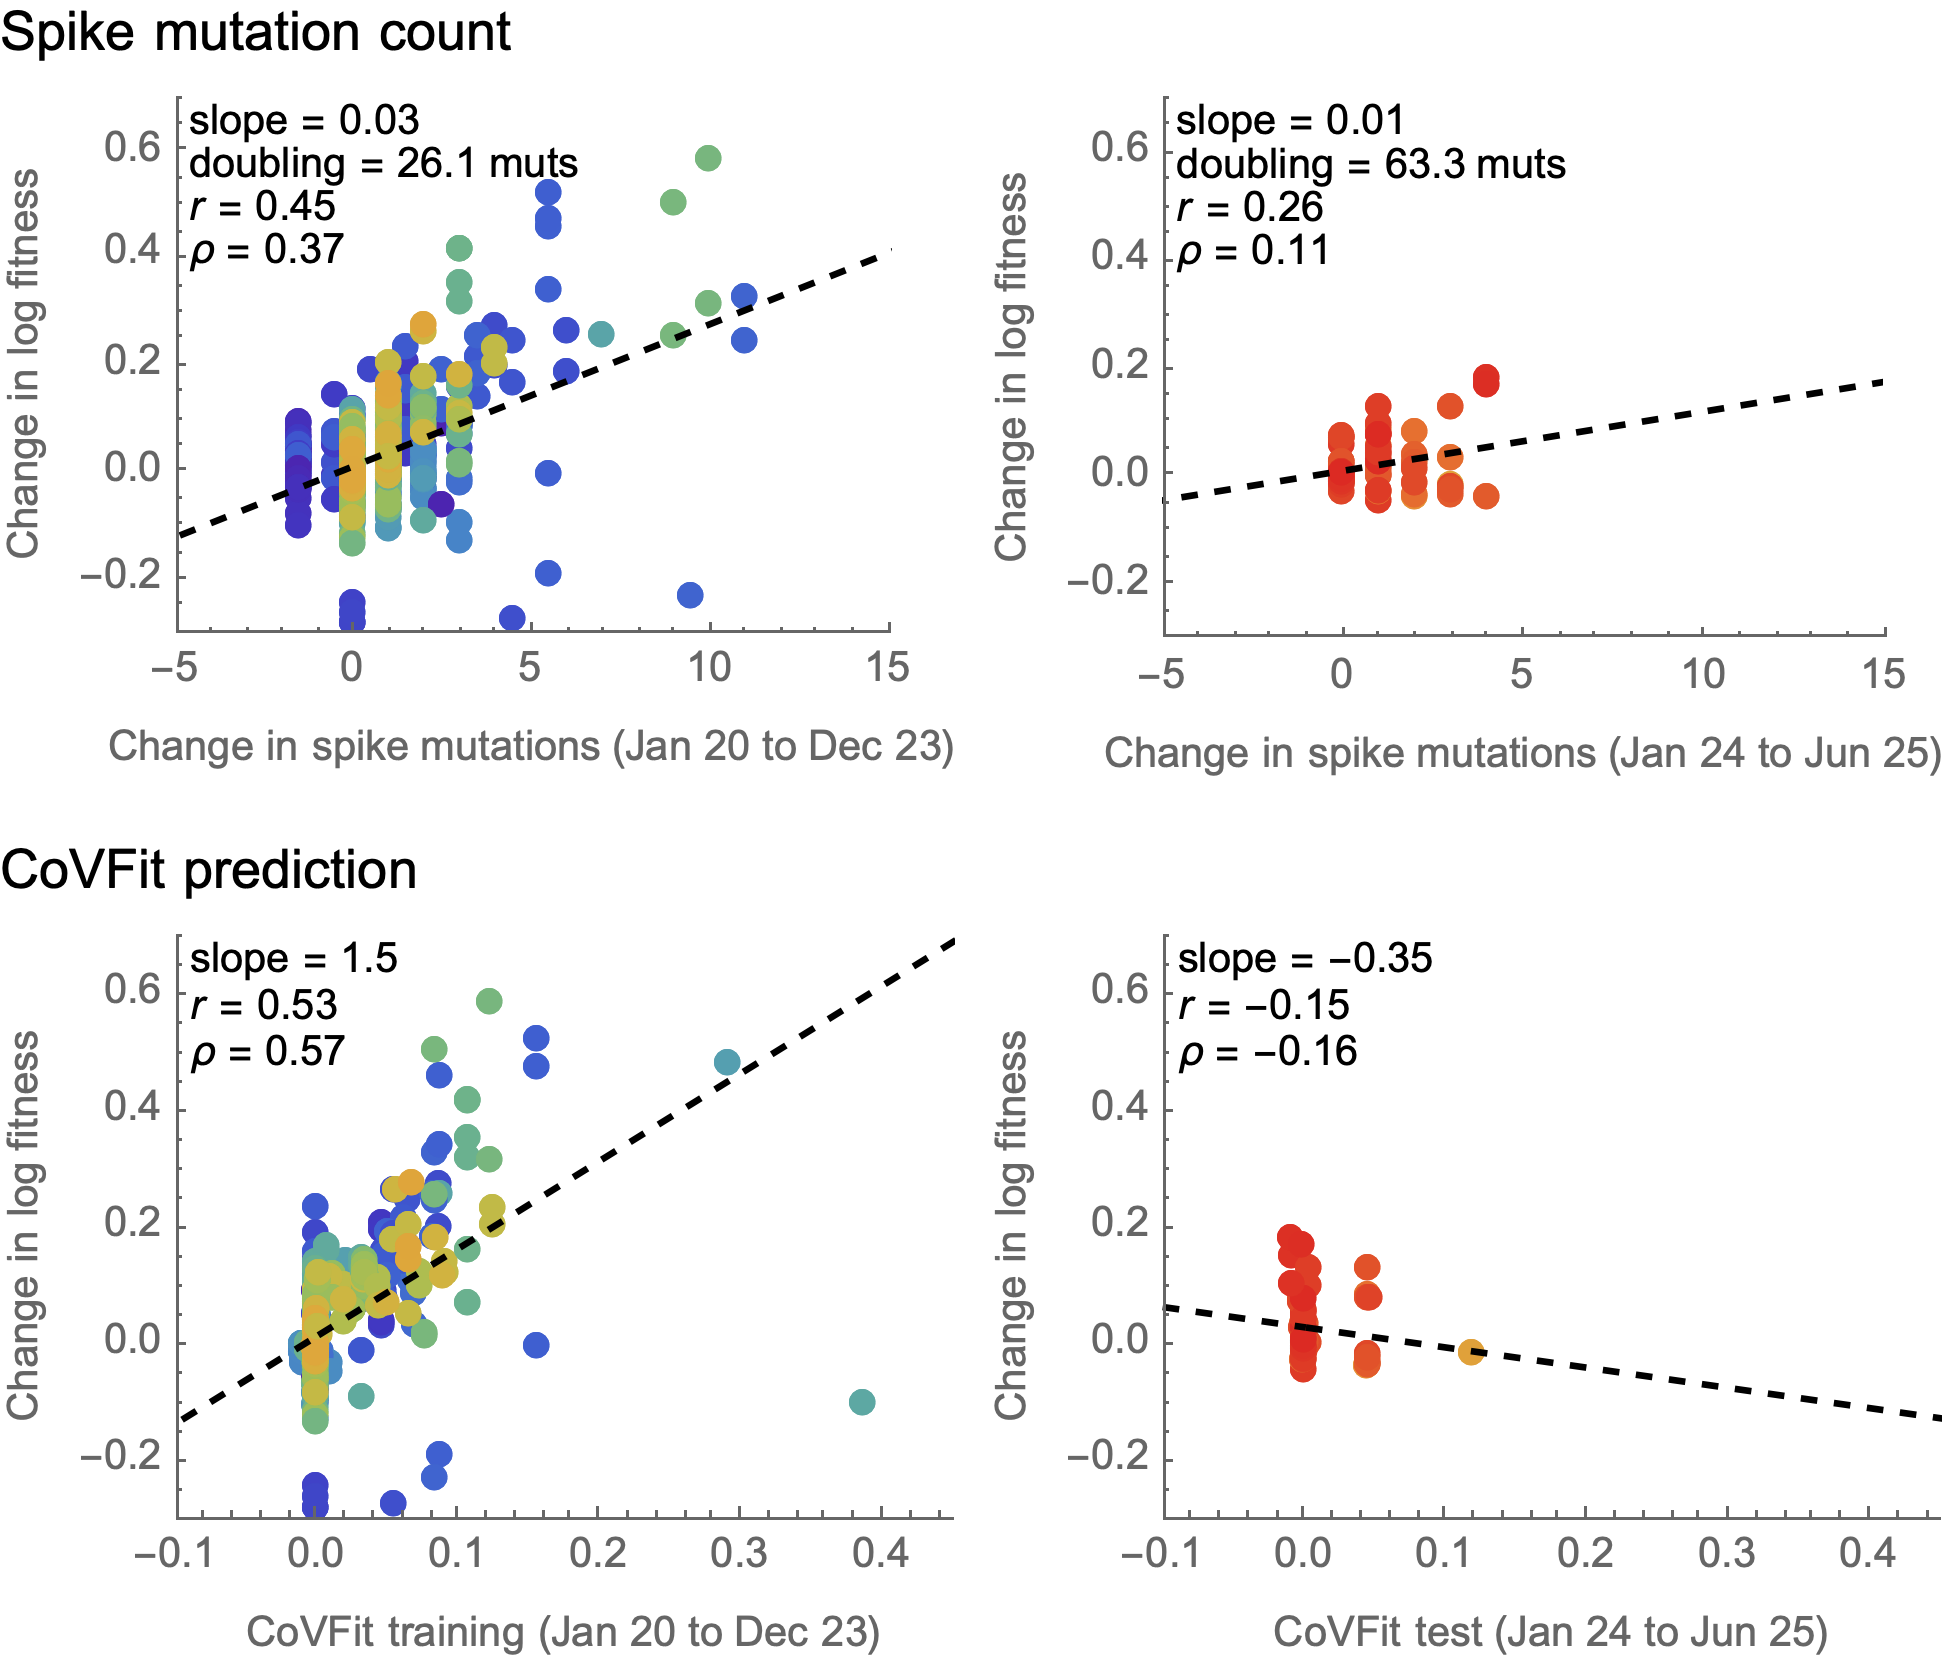 Spike mutation count
slope = 0.03
doubling = 26.1 muts
r = 0.45
ρ = 0.37
Change in log fitness
0.6
0.4
0.2
0.0
−0.2
−5 0 5 10 15
Change in spike mutations (Jan 20 to Dec 23)
slope = 0.01
doubling = 63.3 muts
r = 0.26
ρ = 0.11
Change in log fitness
0.6
0.4
0.2
0.0
−0.2
−5 0 5 10 15
Change in spike mutations (Jan 24 to Jun 25)
CoVFit prediction
slope = 1.5
r = 0.53
ρ = 0.57
Change in log fitness
0.6
0.4
0.2
0.0
−0.2
−0.1 0.0 0.1 0.2 0.3 0.4
CoVFit training (Jan 20 to Dec 23)
slope = −0.35
r = −0.15
ρ = −0.16
Change in log fitness
0.6
0.4
0.2
0.0
−0.2
−0.1 0.0 0.1 0.2 0.3 0.4
CoVFit test (Jan 24 to Jun 25)